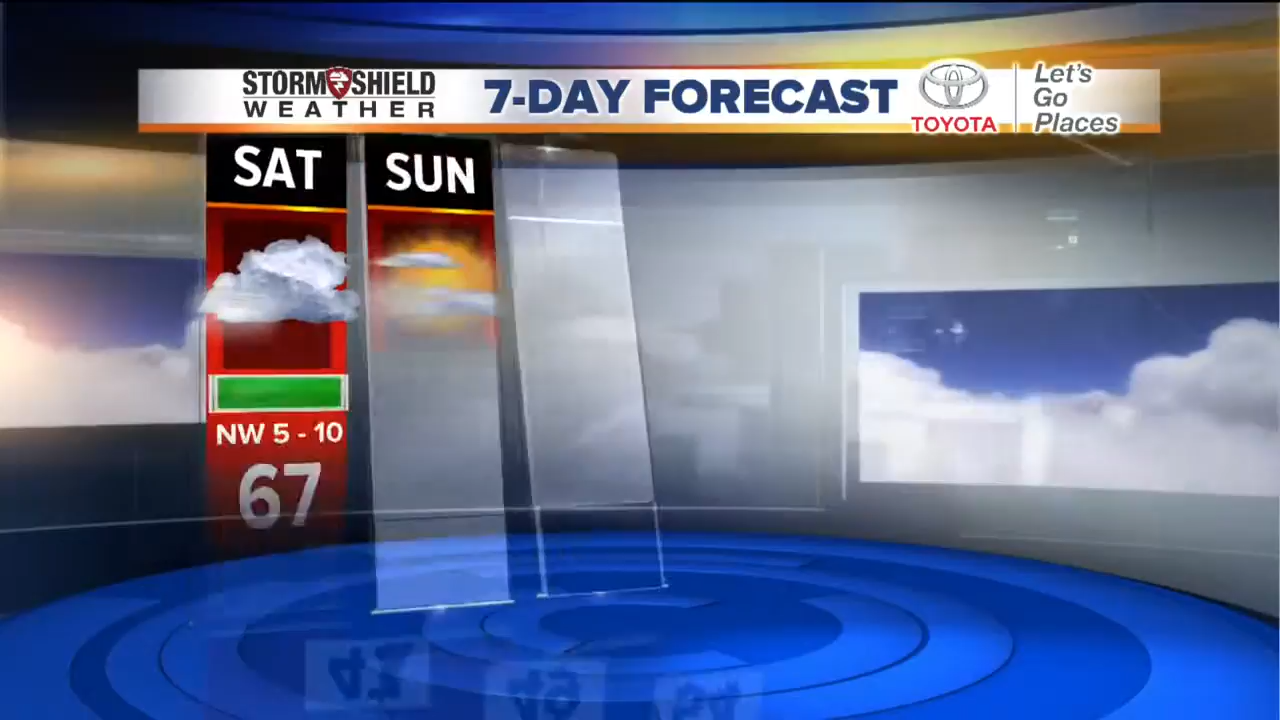 STORM SHIELD
WEATHER
7-DAY FORECAST
TOYOTA
Let's
Go
Places
SAT
SUN
NW 5 - 10
67